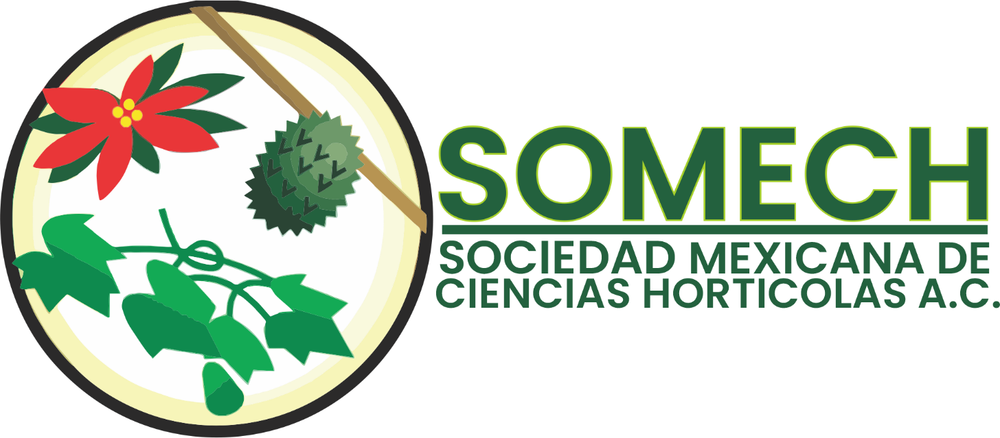 SOMECH
SOCIEDAD MEXICANA DE
CIENCIAS HORTICOLAS A.C.